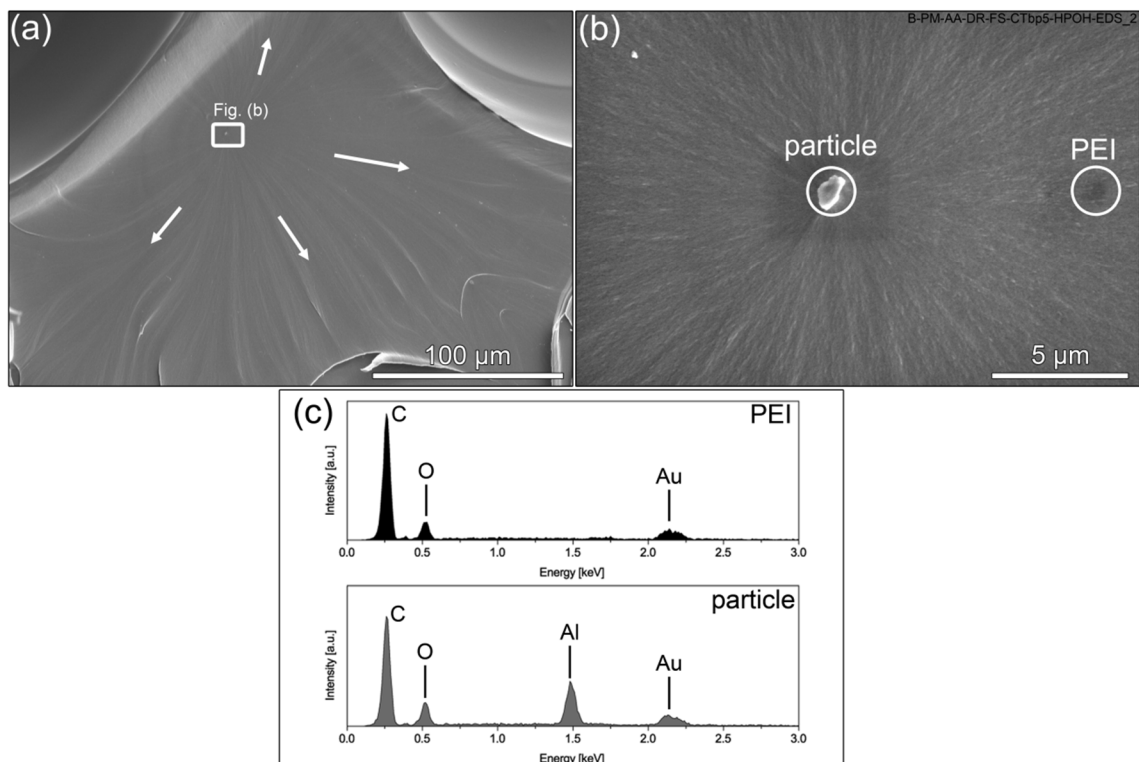 (a)
Fig. (b)
100 µm
(b)
B-PM-AA-DR-FS-CTbp5-HPOH-EDS_2
particle
PEI
5 µm
(c)
PEI
C
O
Au
Intensity [a.u.]
0.0 0.5 1.0 1.5 2.0 2.5 3.0
Energy [keV]
particle
C
O
Al
Au
Intensity [a.u.]
0.0 0.5 1.0 1.5 2.0 2.5 3.0
Energy [keV]